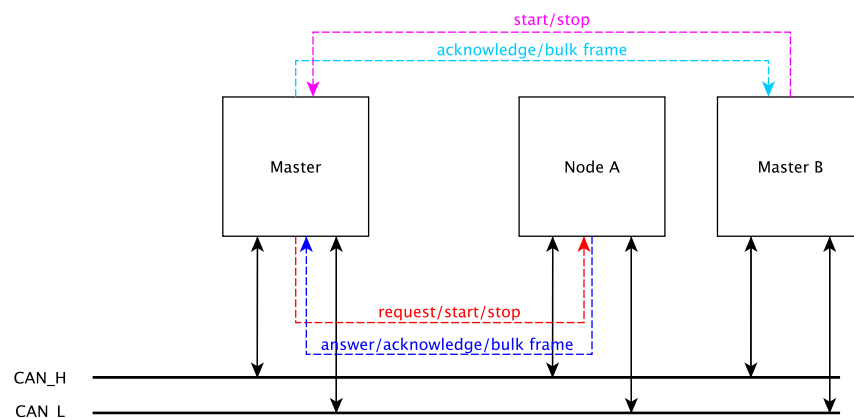 start/stop
acknowledge/bulk frame
Master
Node A
Master B
request/start/stop
answer/acknowledge/bulk frame
CAN_H
CAN_L